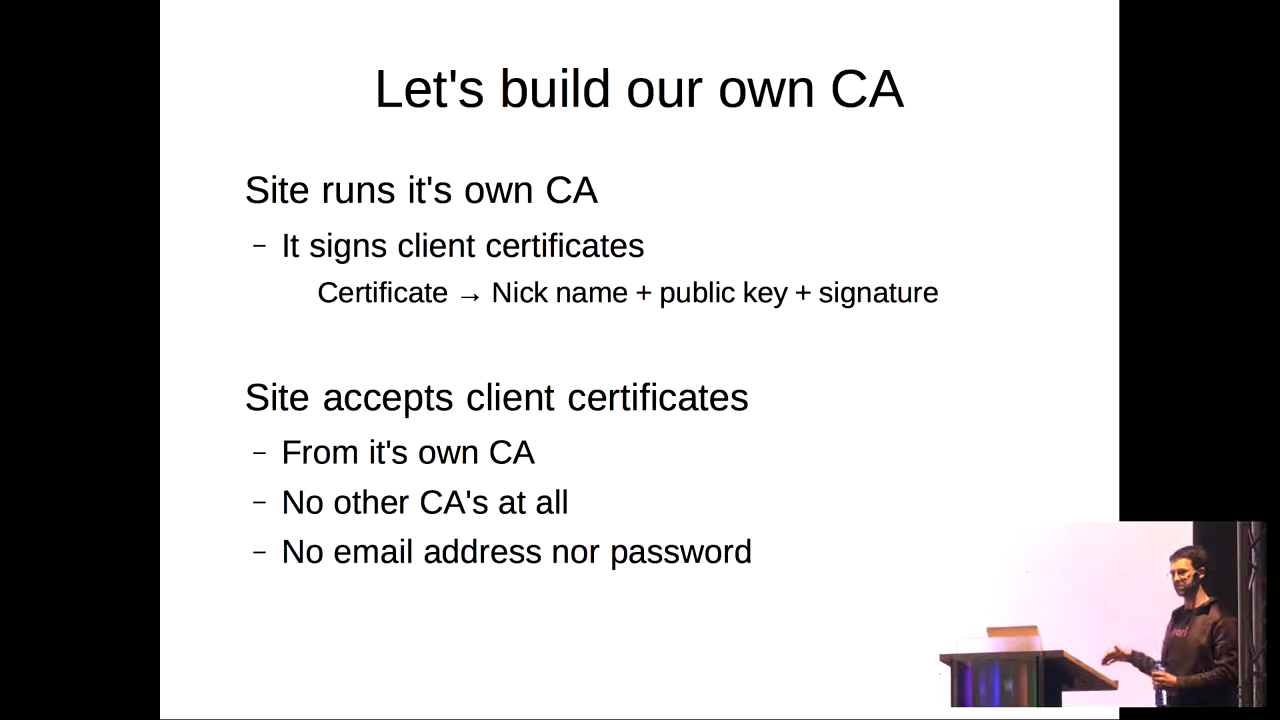 Let's build our own CA
Site runs it's own CA
– It signs client certificates
Certificate → Nick name + public key + signature
Site accepts client certificates
– From it's own CA
– No other CA's at all
– No email address nor password